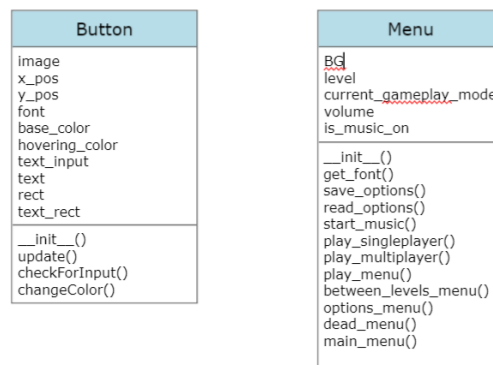 Button
image
x_pos
y_pos
font
base_color
hovering_color
text_input
text
rect
text_rect
__init__()
update()
checkForInput()
changeColor()
Menu
BG
level
current_gameplay_mode
volume
is_music_on
__init__()
get_font()
save_options()
read_options()
start_music()
play_singleplayer()
play_multiplayer()
play_menu()
between_levels_menu()
options_menu()
dead_menu()
main_menu()